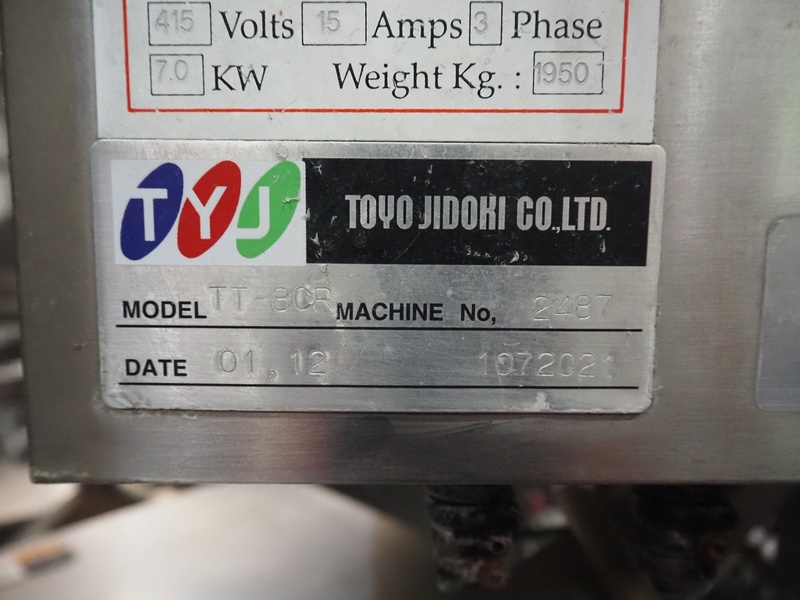 415 Volts 15 Amps 3 Phase
7.0 KW Weight Kg. : 1950
TYJ TOYO JIDOKI CO.,LTD.
MODEL TT-8CR MACHINE No, 2487
DATE 01,12 1072021